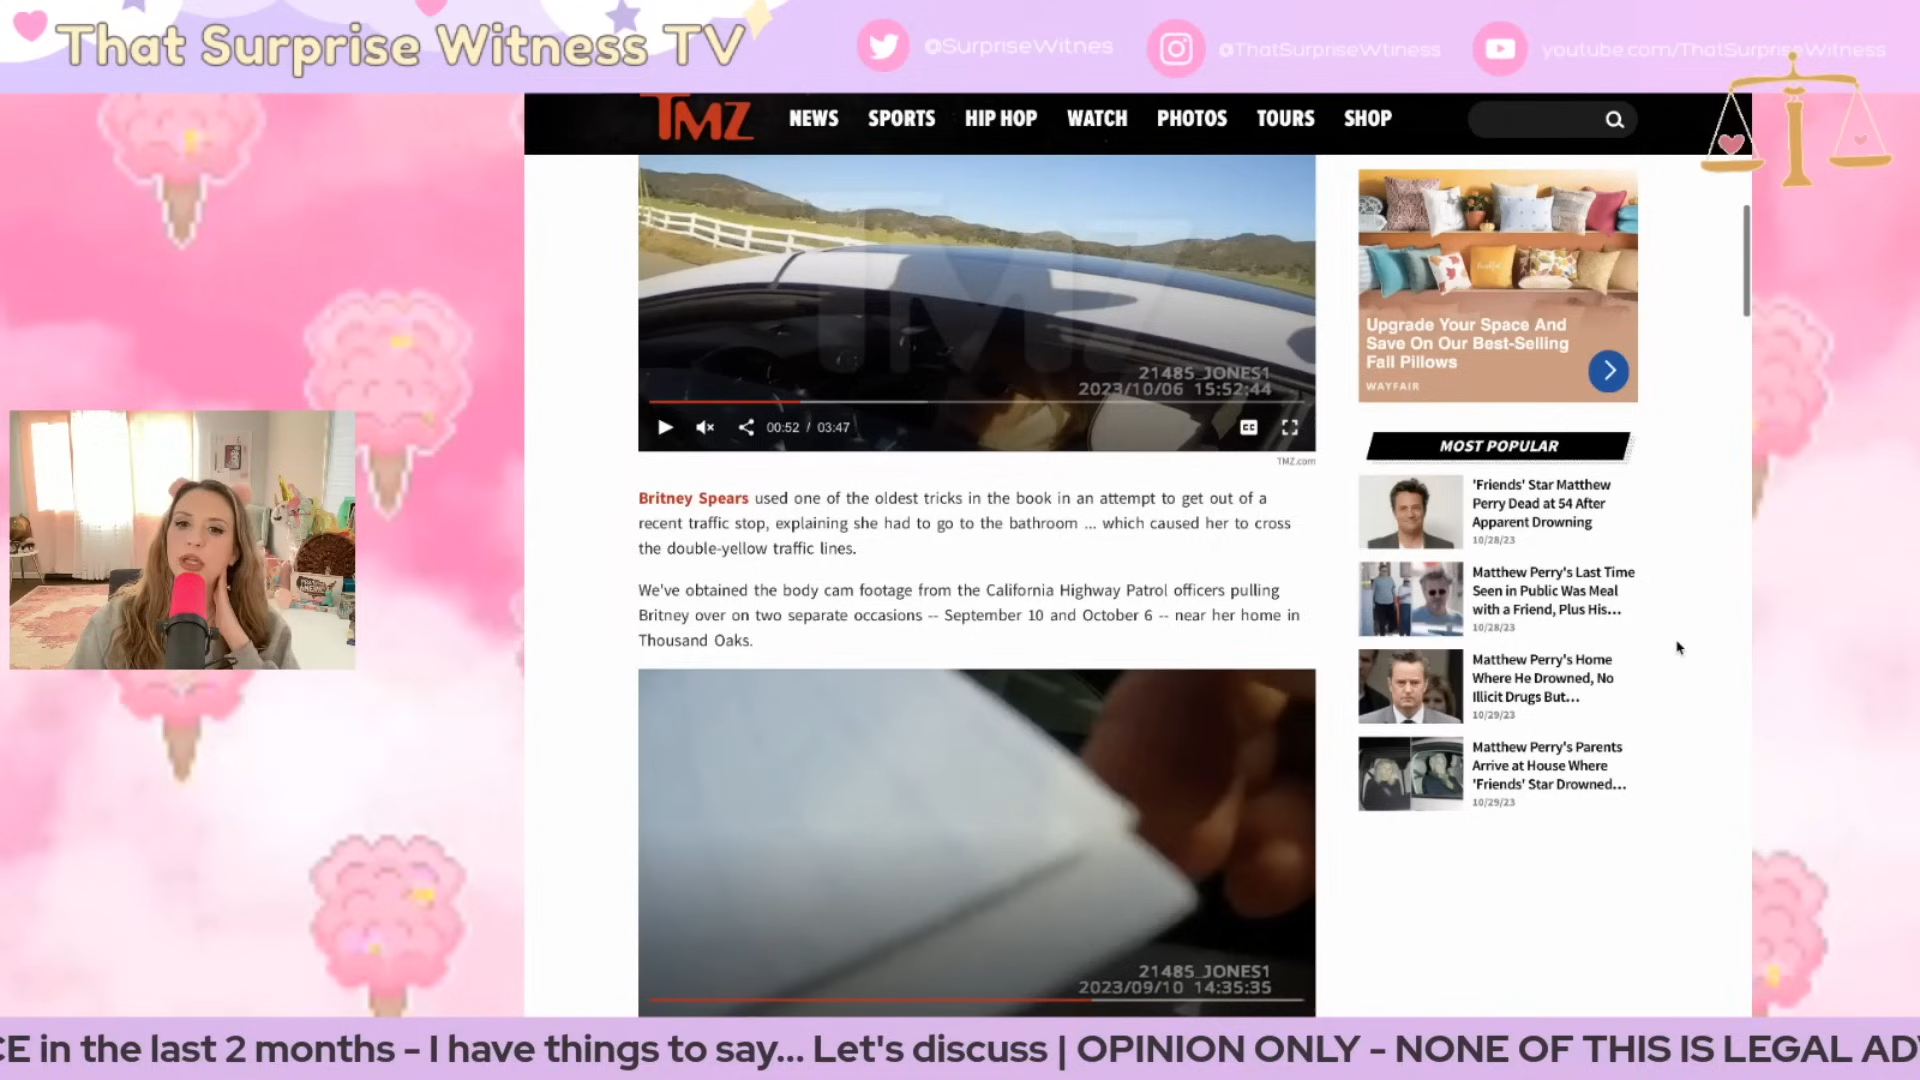 That Surprise Witness TV
@SurpriseWitnes
@ThatSurpriseWitness
youtube.com/ThatSurpriseWitness
TMZ
NEWS SPORTS HIP HOP WATCH PHOTOS TOURS SHOP
TMZ
21485_JONES1
2023/10/06 15:52:44
00:52 / 03:47
CC
TMZ.com
Britney Spears used one of the oldest tricks in the book in an attempt to get out of a
recent traffic stop, explaining she had to go to the bathroom ... which caused her to cross
the double-yellow traffic lines.
We've obtained the body cam footage from the California Highway Patrol officers pulling
Britney over on two separate occasions -- September 10 and October 6 -- near her home in
Thousand Oaks.
21485_JONES1
2023/09/10 14:35:35
Upgrade Your Space And
Save On Our Best-Selling
Fall Pillows
WAYFAIR
MOST POPULAR
'Friends' Star Matthew
Perry Dead at 54 After
Apparent Drowning
10/28/23
Matthew Perry's Last Time
Seen in Public Was Meal
with a Friend, Plus His...
10/28/23
Matthew Perry's Home
Where He Drowned, No
Illicit Drugs But...
10/29/23
Matthew Perry's Parents
Arrive at House Where
'Friends' Star Drowned...
10/29/23
CE in the last 2 months - I have things to say... Let's discuss | OPINION ONLY - NONE OF THIS IS LEGAL AD